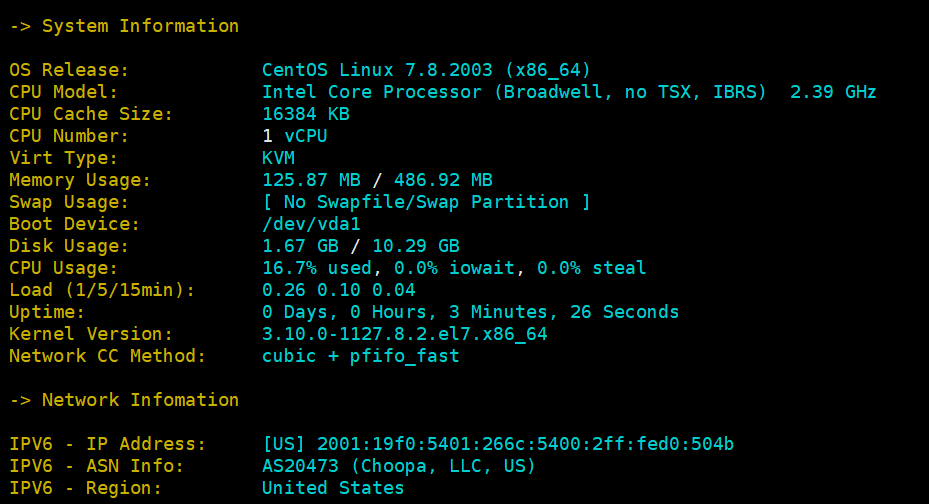 -> System Information
OS Release: CentOS Linux 7.8.2003 (x86_64)
CPU Model: Intel Core Processor (Broadwell, no TSX, IBRS)  2.39 GHz
CPU Cache Size: 16384 KB
CPU Number: 1 vCPU
Virt Type: KVM
Memory Usage: 125.87 MB / 486.92 MB
Swap Usage: [ No Swapfile/Swap Partition ]
Boot Device: /dev/vda1
Disk Usage: 1.67 GB / 10.29 GB
CPU Usage: 16.7% used, 0.0% iowait, 0.0% steal
Load (1/5/15min): 0.26 0.10 0.04
Uptime: 0 Days, 0 Hours, 3 Minutes, 26 Seconds
Kernel Version: 3.10.0-1127.8.2.el7.x86_64
Network CC Method: cubic + pfifo_fast
-> Network Infomation
IPV6 - IP Address: [US] 2001:19f0:5401:266c:5400:2ff:fed0:504b
IPV6 - ASN Info: AS20473 (Choopa, LLC, US)
IPV6 - Region: United States